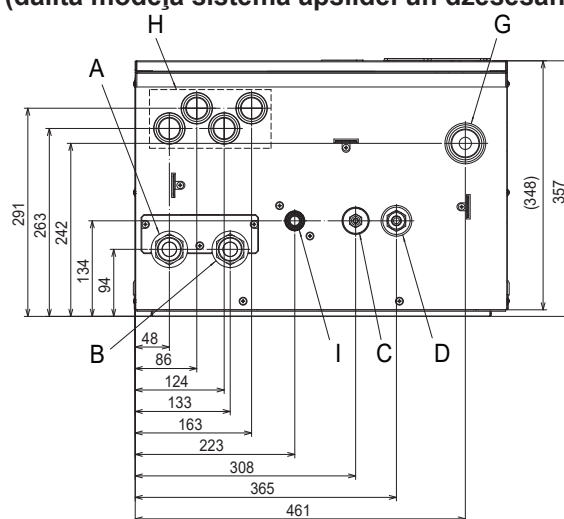 (dalīta modeļa sistēma apsildei un dzesēšan
H
A
G
291
263
242
134
94
(348)
357
48
B
I
C
D
86
124
133
163
223
308
365
461